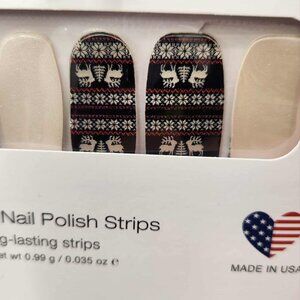 Nail Polish Strips
g-lasting strips
et wt 0.99 g / 0.035 oz e
MADE IN USA